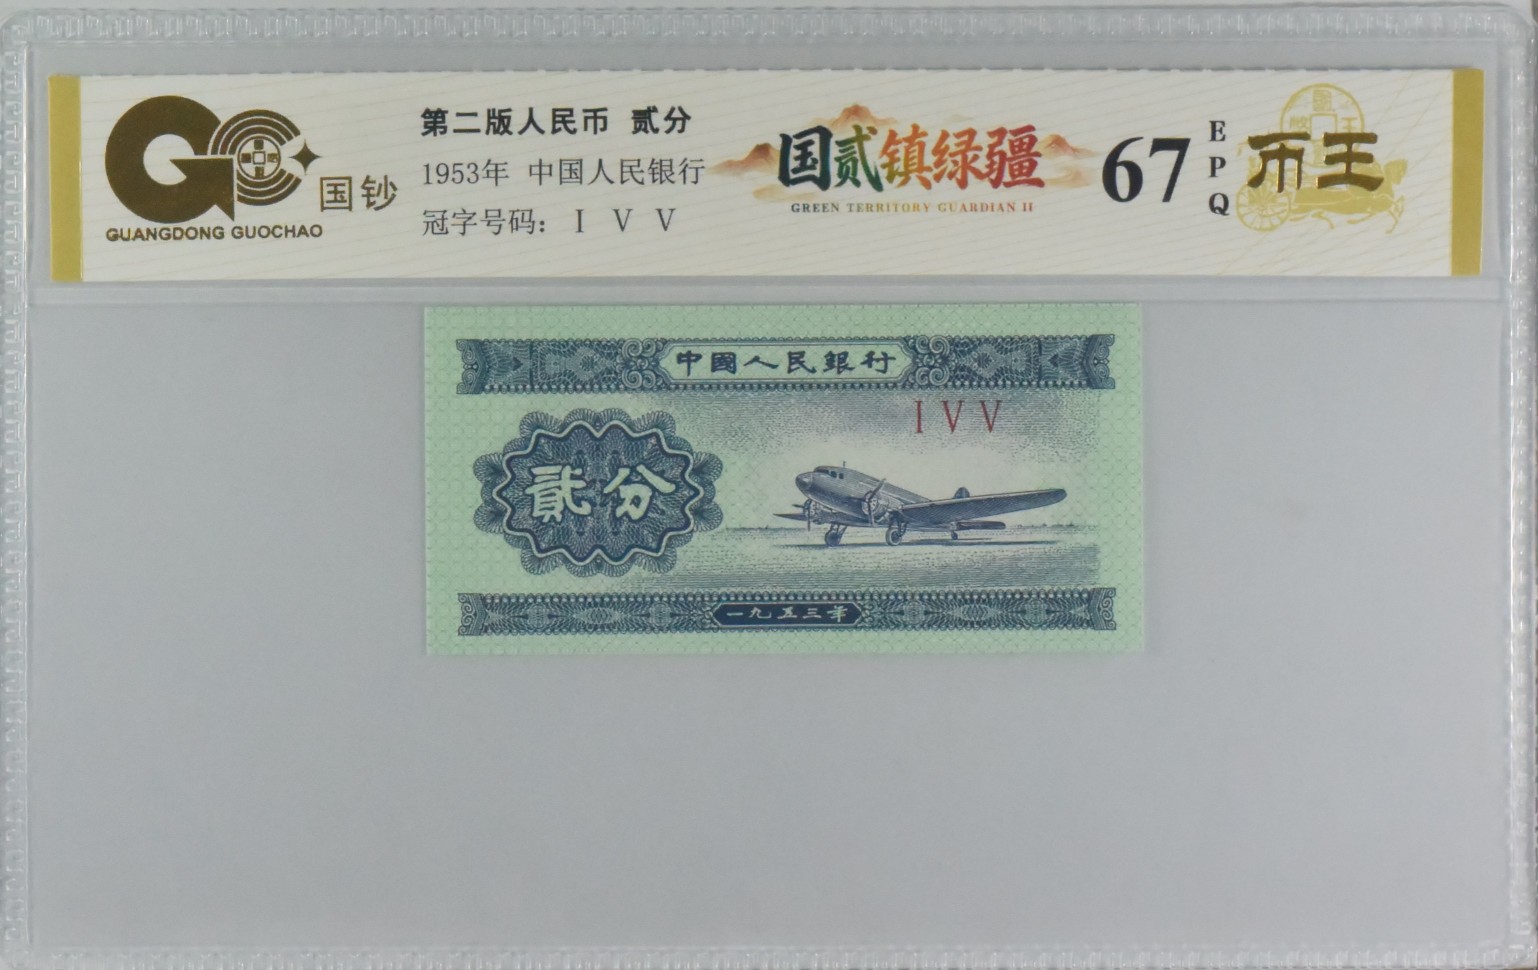 国钞
GUANGDONG GUOCHAO
第二版人民币 贰分
1953年 中国人民银行
冠字号码：I V V
国贰镇绿疆
GREEN TERRITORY GUARDIAN II
67
EPQ
币王
中國人民銀行
I V V
貳分
一九五三年